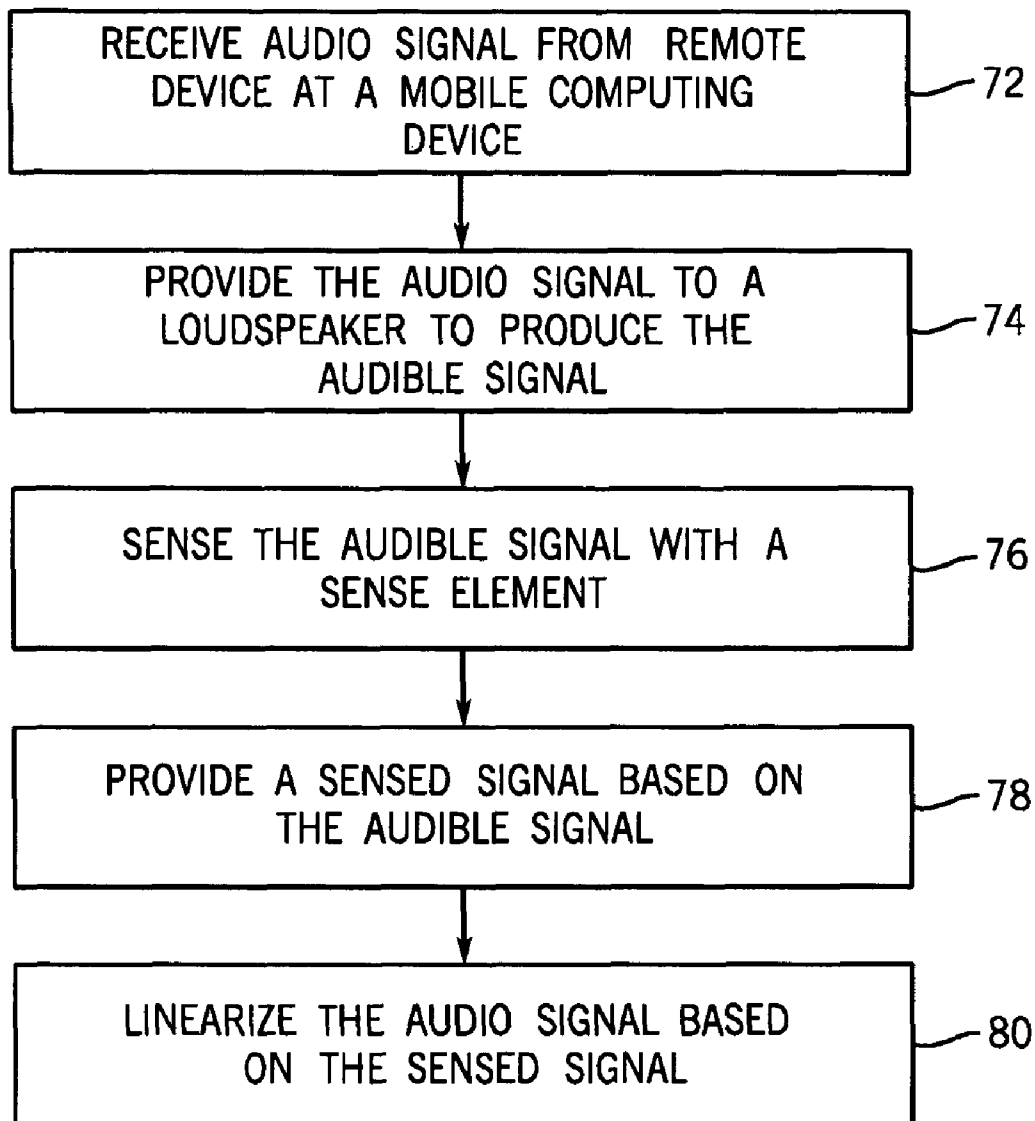 RECEIVE AUDIO SIGNAL FROM REMOTE
DEVICE AT A MOBILE COMPUTING
DEVICE
72
PROVIDE THE AUDIO SIGNAL TO A
LOUDSPEAKER TO PRODUCE THE
AUDIBLE SIGNAL
74
SENSE THE AUDIBLE SIGNAL WITH A
SENSE ELEMENT
76
PROVIDE A SENSED SIGNAL BASED ON
THE AUDIBLE SIGNAL
78
LINEARIZE THE AUDIO SIGNAL BASED
ON THE SENSED SIGNAL
80